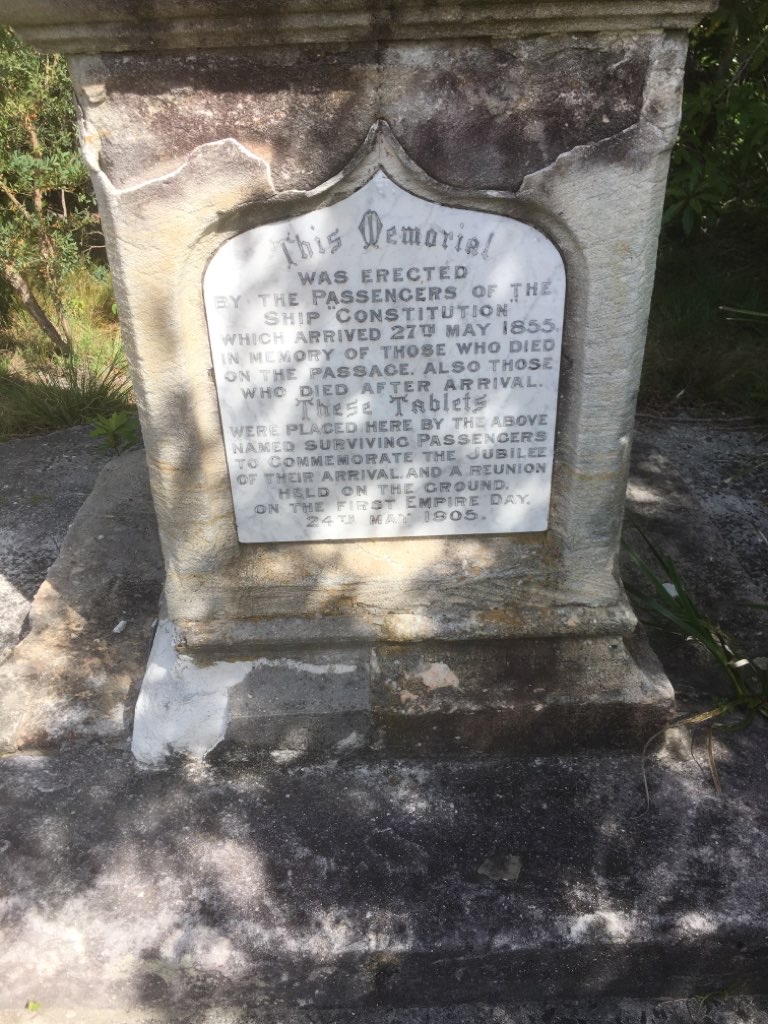 This Memorial
WAS ERECTED
BY THE PASSENGERS OF THE
SHIP "CONSTITUTION"
WHICH ARRIVED 27TH MAY 1855.
IN MEMORY OF THOSE WHO DIED
ON THE PASSAGE. ALSO THOSE
WHO DIED AFTER ARRIVAL.
These Tablets
WERE PLACED HERE BY THE ABOVE
NAMED SURVIVING PASSENGERS
TO COMMEMORATE THE JUBILEE
OF THEIR ARRIVAL. AND A REUNION
HELD ON THE GROUND.
ON THE FIRST EMPIRE DAY.
24TH MAY 1905.